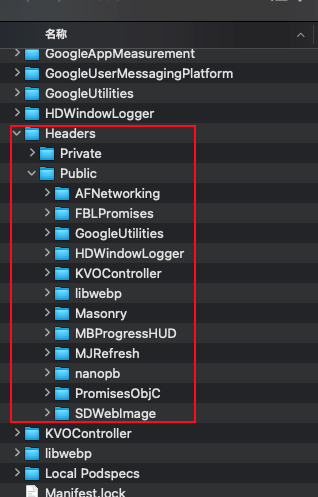 名称
GoogleAppMeasurement
GoogleUserMessagingPlatform
GoogleUtilities
HDWindowLogger
Headers
Private
Public
AFNetworking
FBLPromises
GoogleUtilities
HDWindowLogger
KVOController
libwebp
Masonry
MBProgressHUD
MJRefresh
nanopb
PromisesObjC
SDWebImage
KVOController
libwebp
Local Podspecs
Manifest.lock